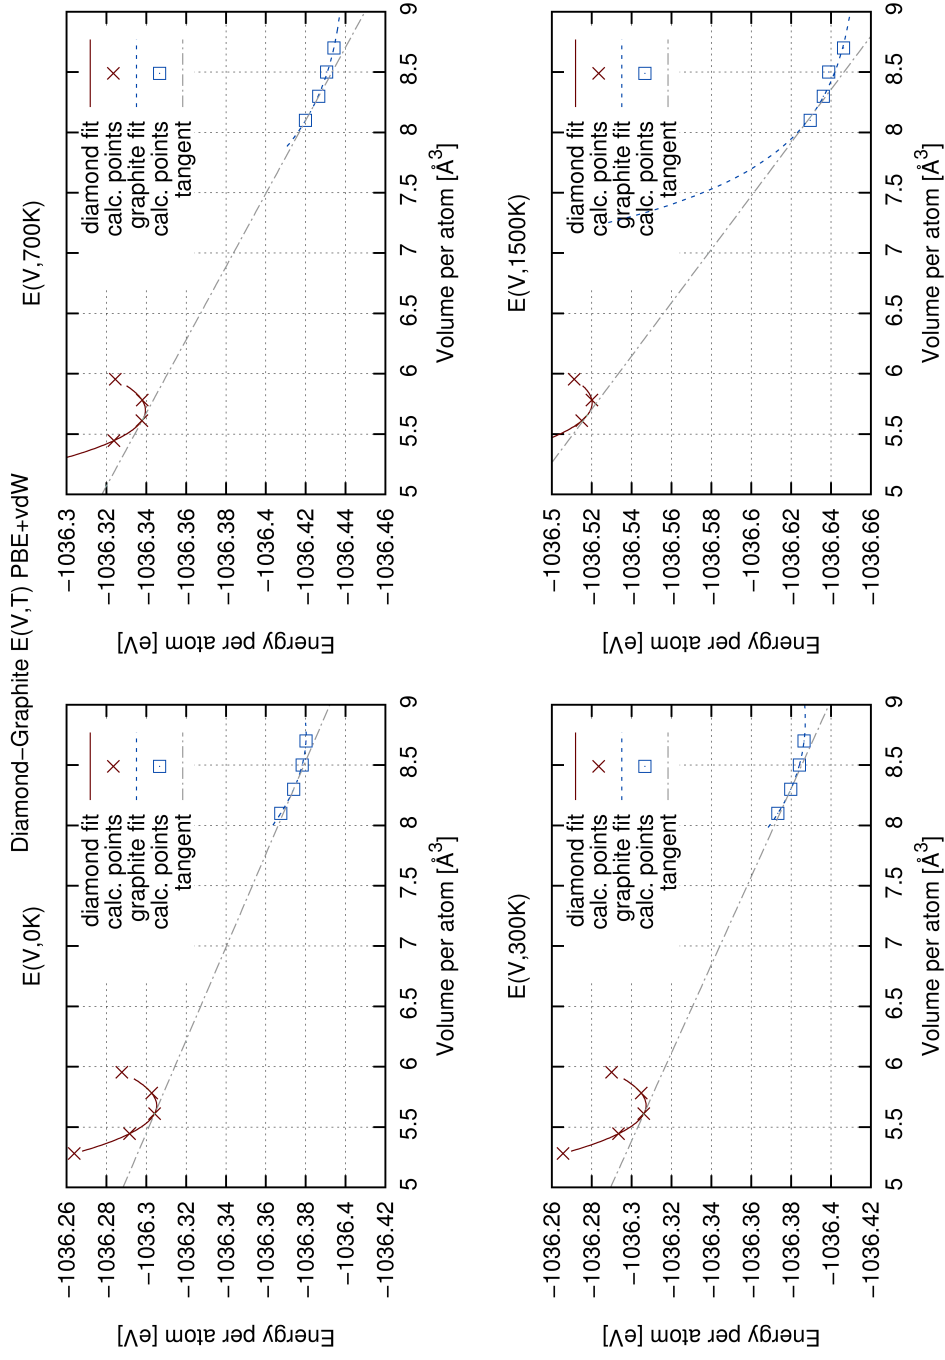 Diamond–Graphite E(V,T) PBE+vdW
E(V,0K)
Energy per atom [eV]
−1036.26
−1036.28
−1036.3
−1036.32
−1036.34
−1036.36
−1036.38
−1036.4
−1036.42
diamond fit
calc. points
graphite fit
calc. points
tangent
5 5.5 6 6.5 7 7.5 8 8.5 9
Volume per atom [Å³]
E(V,700K)
Energy per atom [eV]
−1036.3
−1036.32
−1036.34
−1036.36
−1036.38
−1036.4
−1036.42
−1036.44
−1036.46
diamond fit
calc. points
graphite fit
calc. points
tangent
5 5.5 6 6.5 7 7.5 8 8.5 9
Volume per atom [Å³]
E(V,300K)
Energy per atom [eV]
−1036.26
−1036.28
−1036.3
−1036.32
−1036.34
−1036.36
−1036.38
−1036.4
−1036.42
diamond fit
calc. points
graphite fit
calc. points
tangent
5 5.5 6 6.5 7 7.5 8 8.5 9
Volume per atom [Å³]
E(V,1500K)
Energy per atom [eV]
−1036.5
−1036.52
−1036.54
−1036.56
−1036.58
−1036.6
−1036.62
−1036.64
−1036.66
diamond fit
calc. points
graphite fit
calc. points
tangent
5 5.5 6 6.5 7 7.5 8 8.5 9
Volume per atom [Å³]